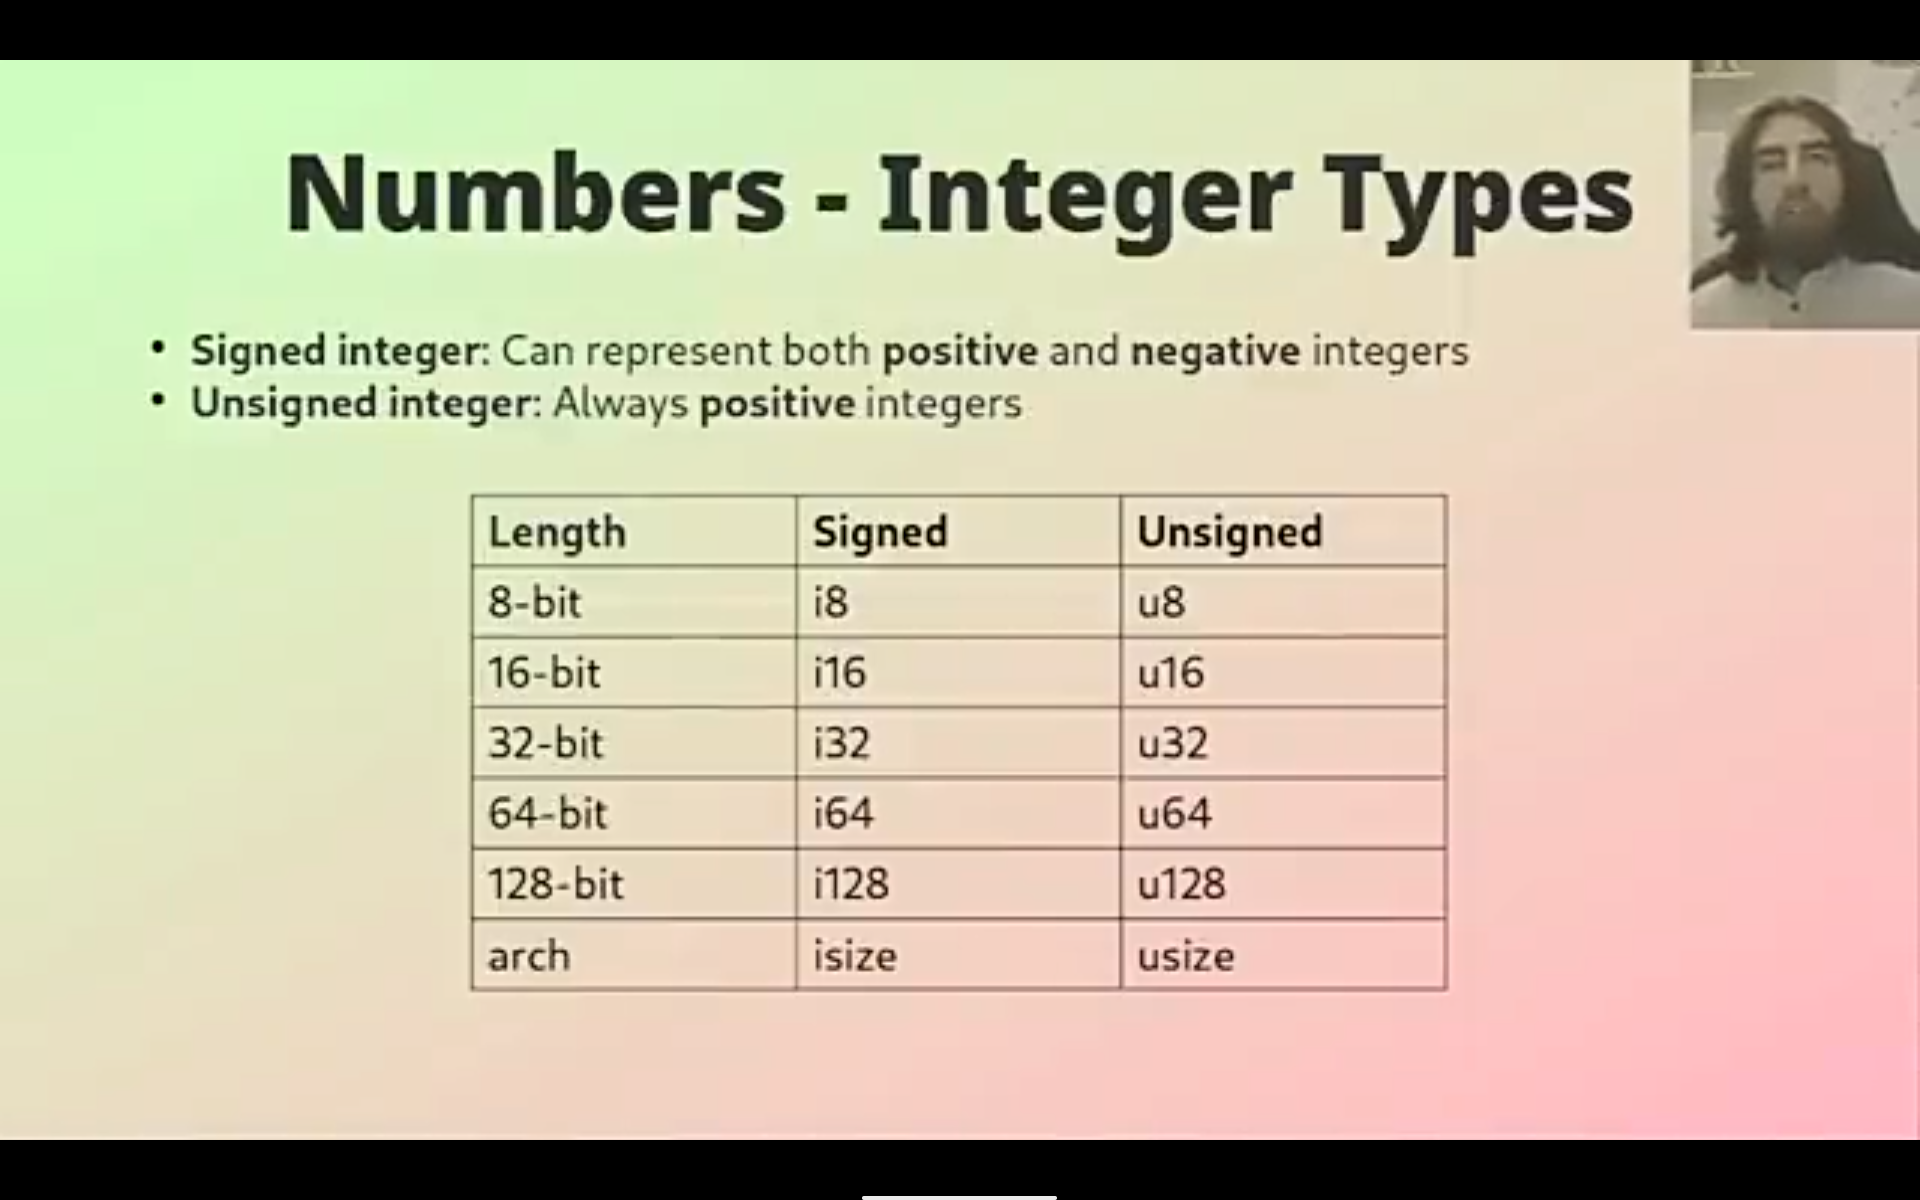 Numbers - Integer Types
• Signed integer: Can represent both positive and negative integers
• Unsigned integer: Always positive integers
Length Signed Unsigned
8-bit i8 u8
16-bit i16 u16
32-bit i32 u32
64-bit i64 u64
128-bit i128 u128
arch isize usize